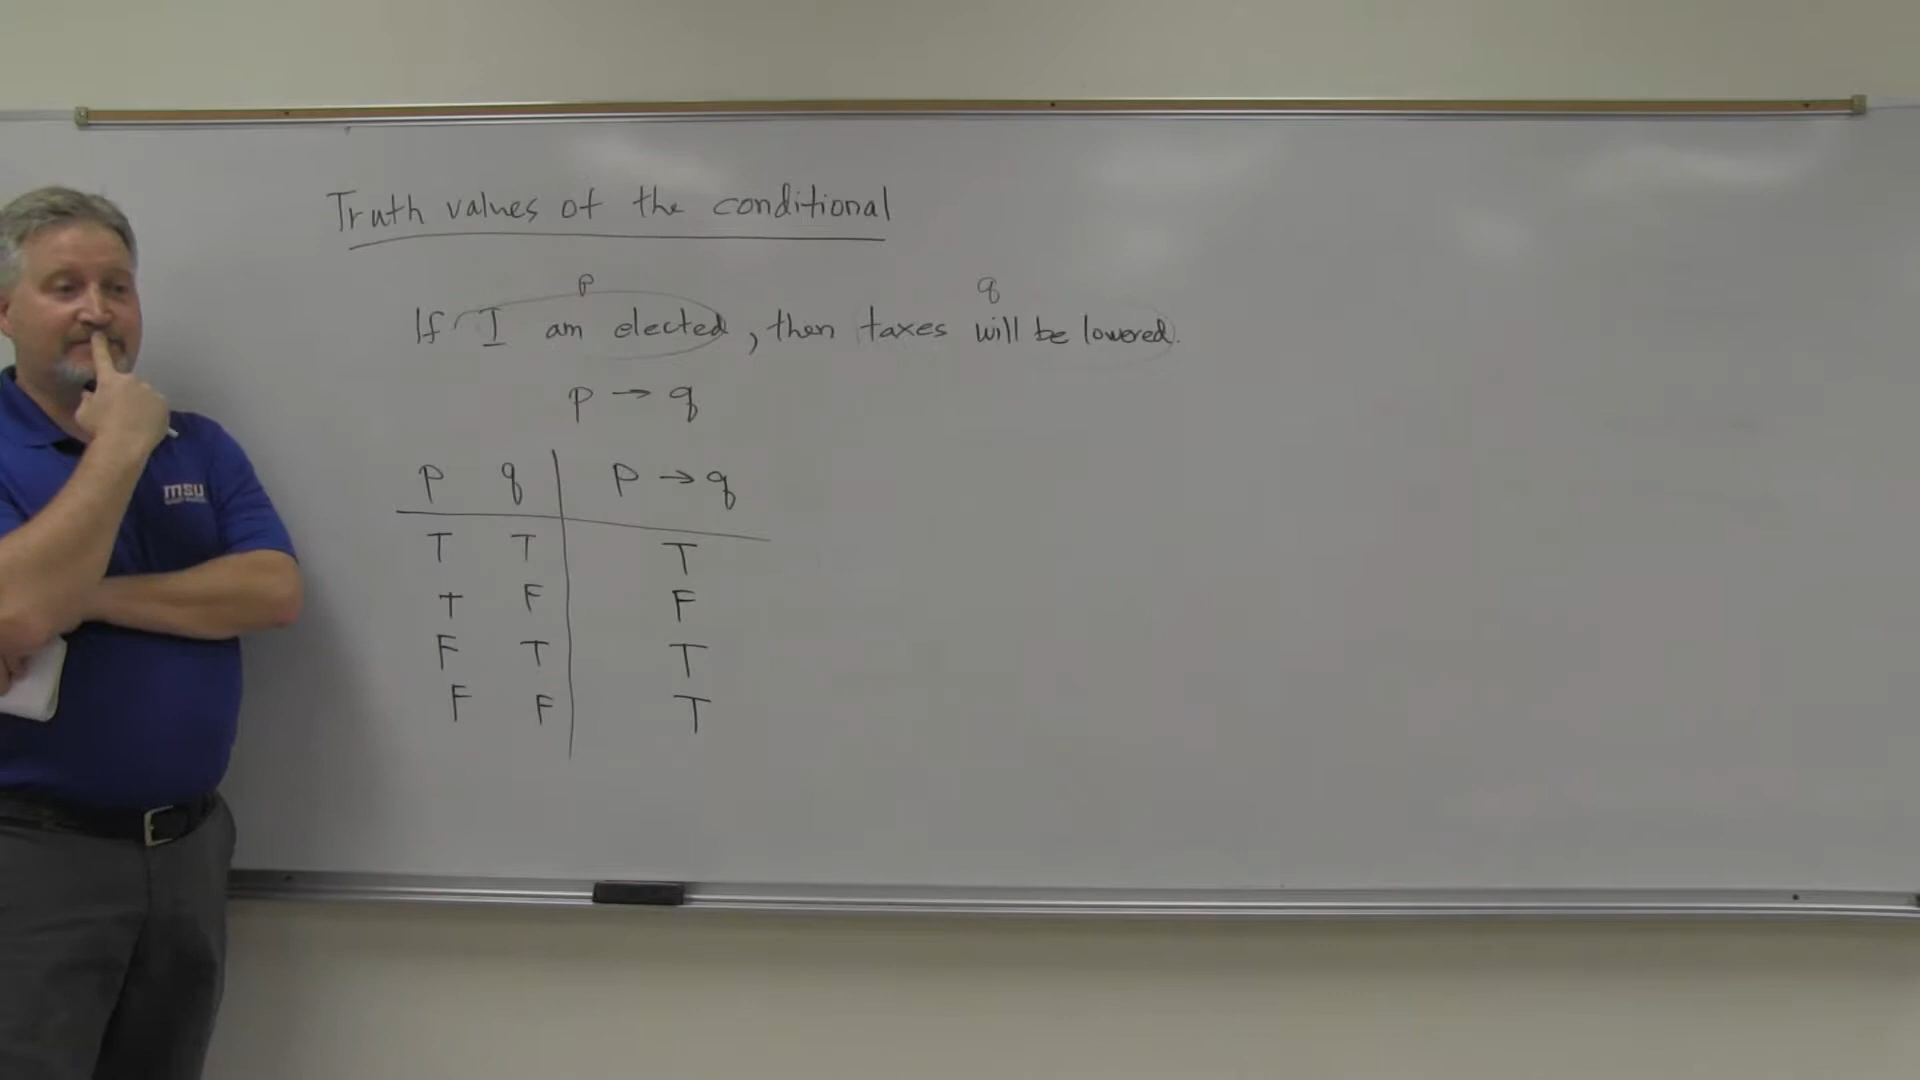 Truth values of the conditional
p q
If I am elected, then taxes will be lowered.
p → q
p q p → q
T T T
T F F
F T T
F F T
msu